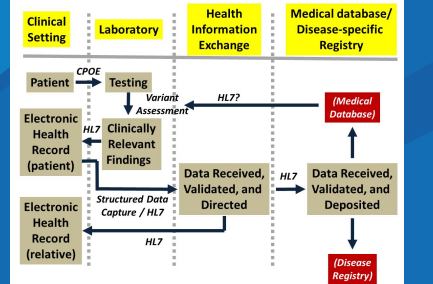 Clinical
Setting
Laboratory
Health
Information
Exchange
Medical database/
Disease-specific
Registry
Patient
CPOE
Testing
Variant
Assessment
HL7?
(Medical
Database)
Electronic
Health
Record
(patient)
HL7
Clinically
Relevant
Findings
Structured Data
Capture / HL7
Data Received,
Validated, and
Directed
HL7
Data Received,
Validated, and
Deposited
Electronic
Health
Record
(relative)
HL7
(Disease
Registry)